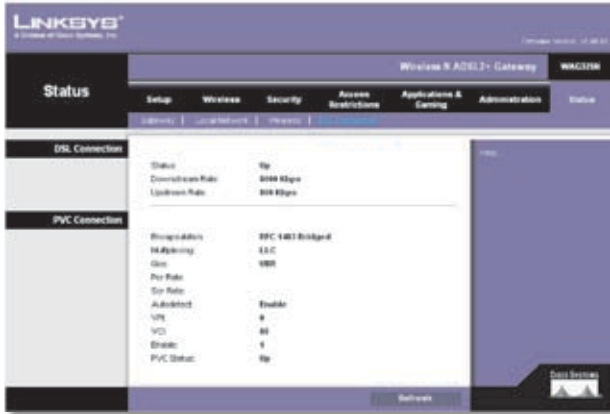 LINKSYS
A Division of Cisco Systems, Inc.
Wireless-N ADSL2+ Gateway
Status
Setup
Wireless
Security
Access Restrictions
Applications & Gaming
Administration
Status
Gateway | Local Network | Wireless | DSL Connection
DSL Connection
Status: Up
Downstream Rate:
Upstream Rate:
PVC Connection
Encapsulation: RFC 1483 Bridged
Multiplexing: LLC
Qos: UBR
Pcr Rate:
Scr Rate:
Autodetect: Enable
VPI:
VCI:
Enable:
PVC Status: Up
Help...
Refresh
Cisco Systems